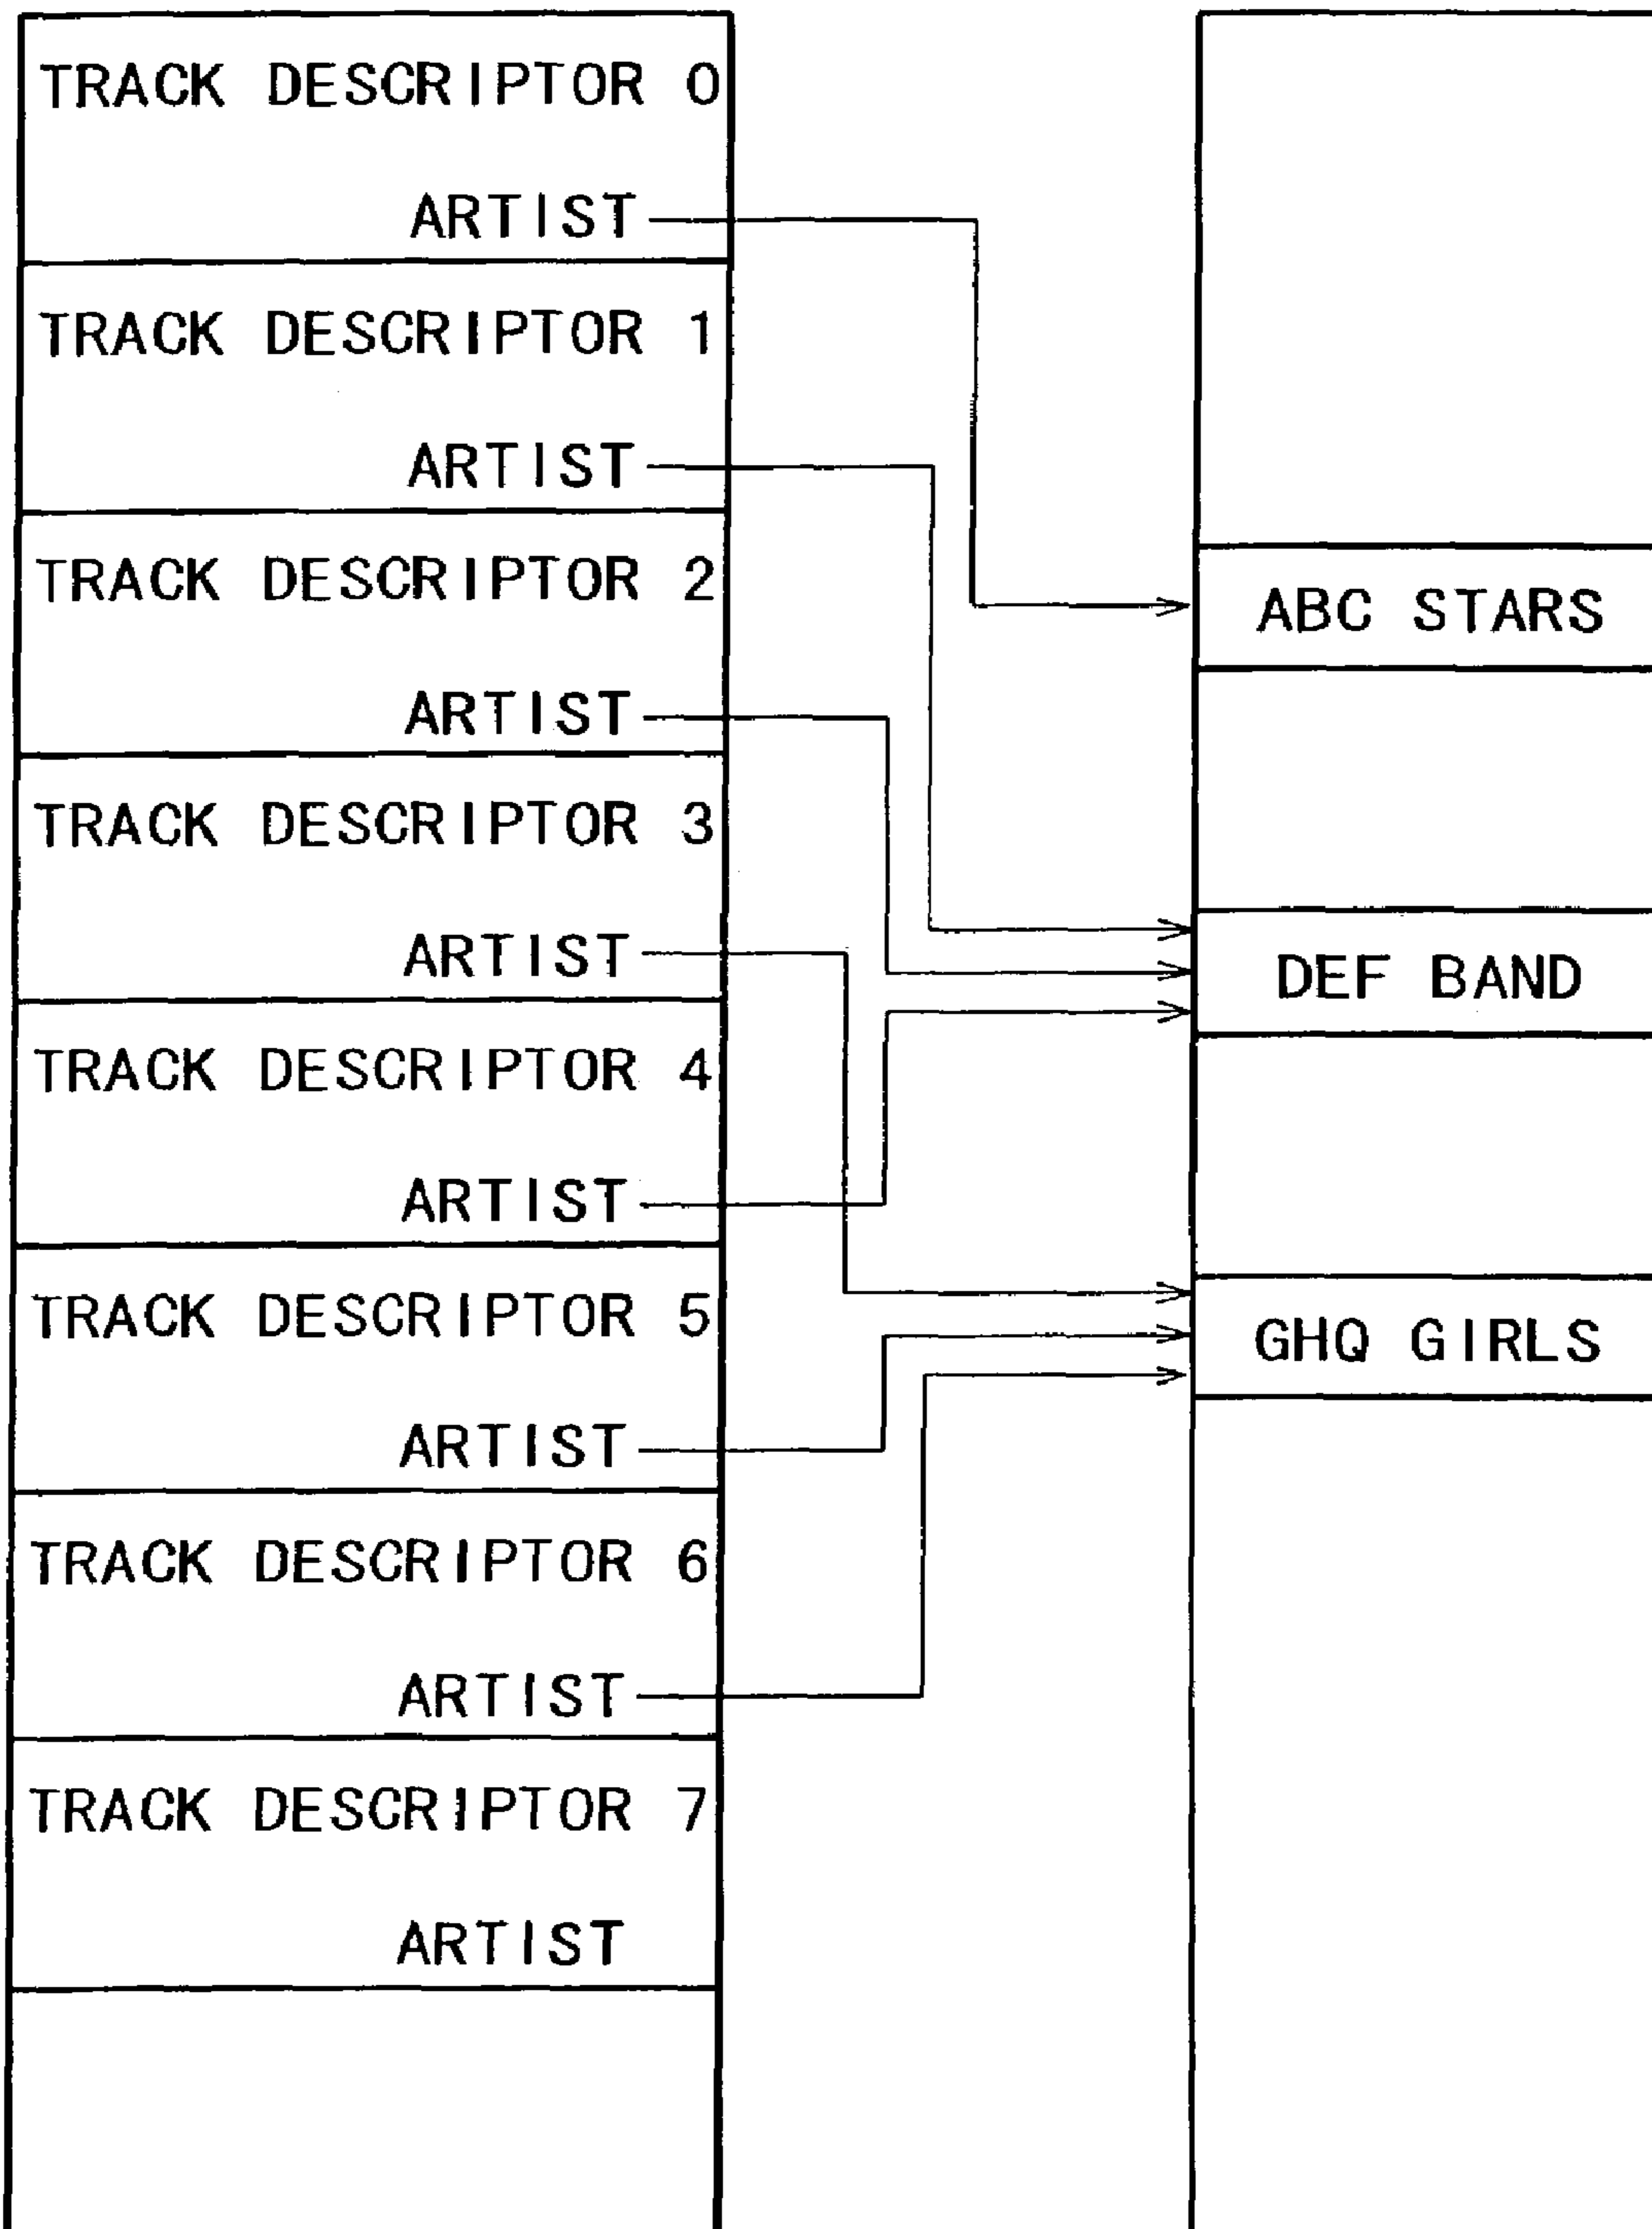 TRACK DESCRIPTOR 0
ARTIST
TRACK DESCRIPTOR 1
ARTIST
TRACK DESCRIPTOR 2
ARTIST
TRACK DESCRIPTOR 3
ARTIST
TRACK DESCRIPTOR 4
ARTIST
TRACK DESCRIPTOR 5
ARTIST
TRACK DESCRIPTOR 6
ARTIST
TRACK DESCRIPTOR 7
ARTIST
ABC STARS
DEF BAND
GHQ GIRLS